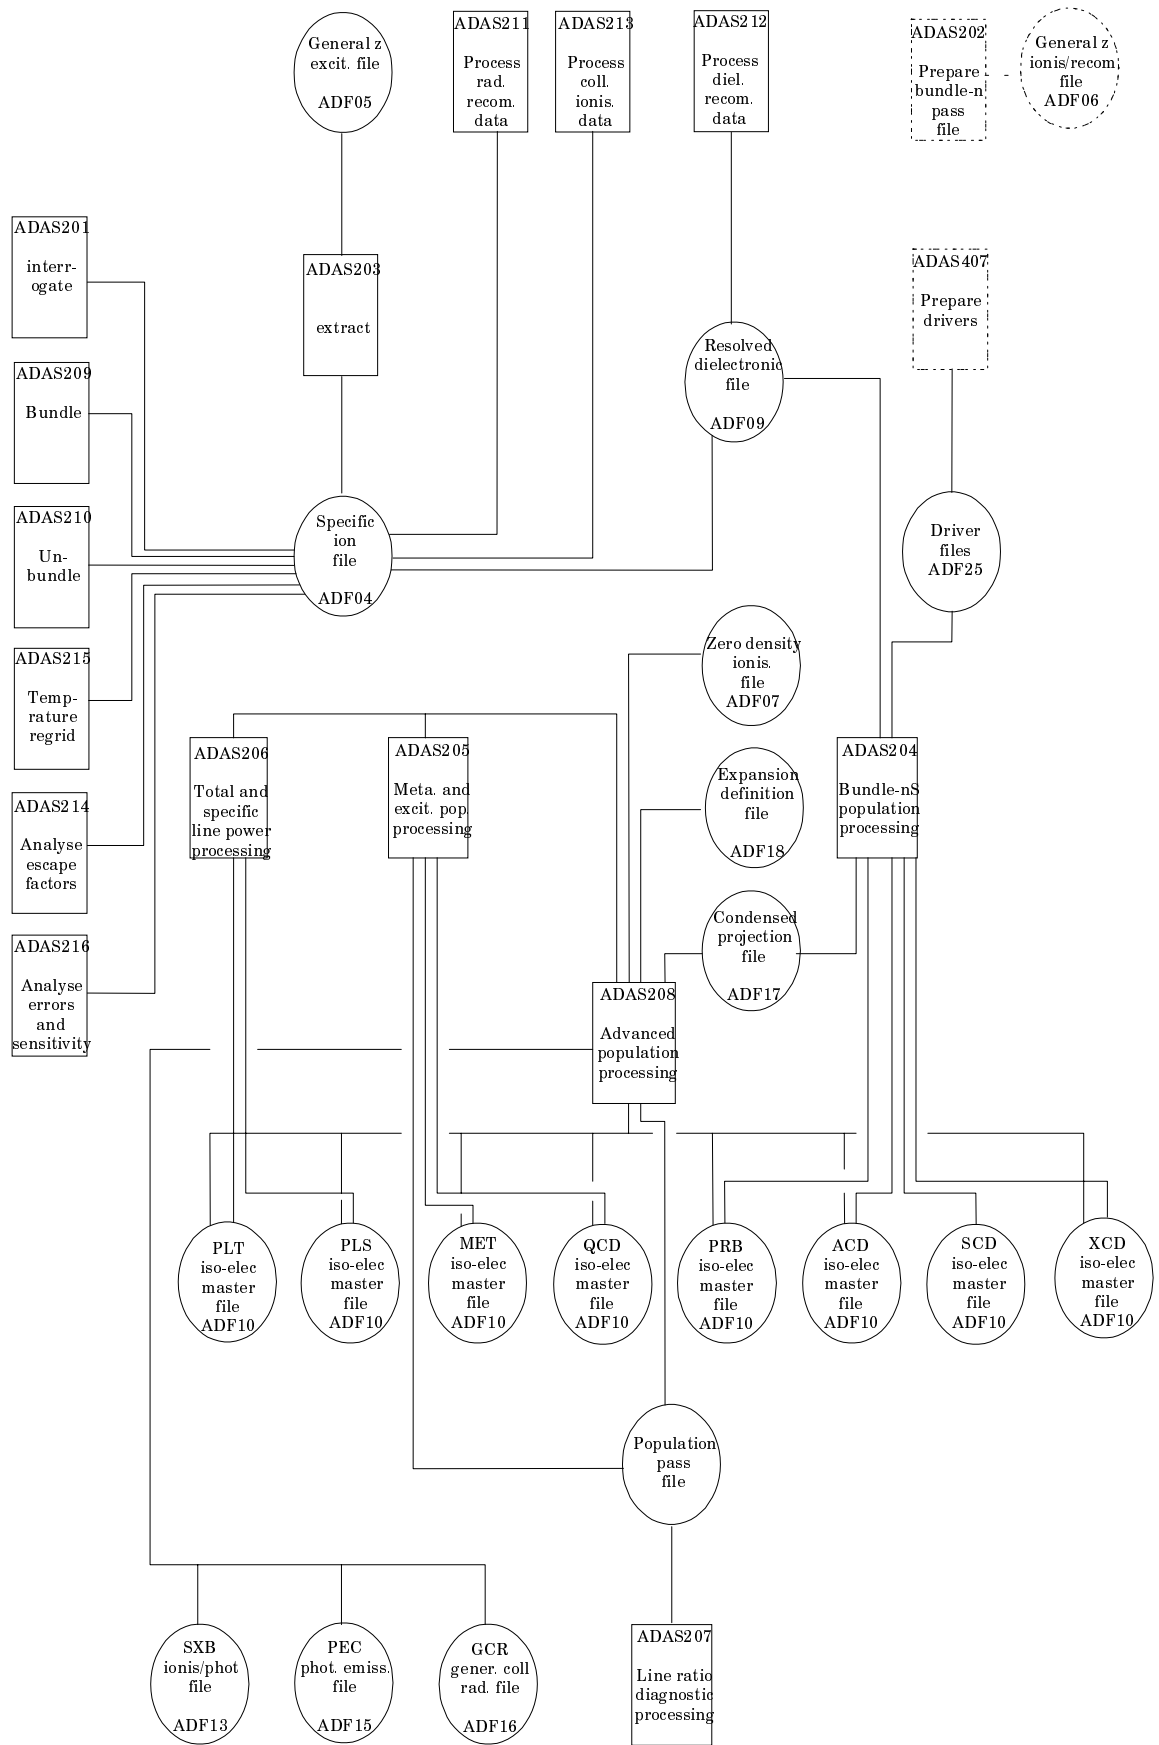 General z
excit. file
ADF05
ADAS211
Process
rad.
recom.
data
ADAS213
Process
coll.
ionis.
data
ADAS212
Process
diel.
recom.
data
ADAS202
Prepare
bundle-n
pass
file
General z
ionis/recom
file
ADF06
ADAS201
interr-
ogate
ADAS203
extract
ADAS407
Prepare
drivers
ADAS209
Bundle
Resolved
dielectronic
file
ADF09
ADAS210
Un-
bundle
Specific
ion
file
ADF04
Driver
files
ADF25
ADAS215
Temp-
rature
regrid
Zero density
ionis.
file
ADF07
ADAS206
Total and
specific
line power
processing
ADAS205
Meta. and
excit. pop.
processing
Expansion
definition
file
ADF18
ADAS204
Bundle-nS
population
processing
ADAS214
Analyse
escape
factors
Condensed
projection
file
ADF17
ADAS216
Analyse
errors
and
sensitivity
ADAS208
Advanced
population
processing
PLT
iso-elec
master
file
ADF10
PLS
iso-elec
master
file
ADF10
MET
iso-elec
master
file
ADF10
QCD
iso-elec
master
file
ADF10
PRB
iso-elec
master
file
ADF10
ACD
iso-elec
master
file
ADF10
SCD
iso-elec
master
file
ADF10
XCD
iso-elec
master
file
ADF10
Population
pass
file
SXB
ionis/phot
file
ADF13
PEC
phot. emiss.
file
ADF15
GCR
gener. coll
rad. file
ADF16
ADAS207
Line ratio
diagnostic
processing